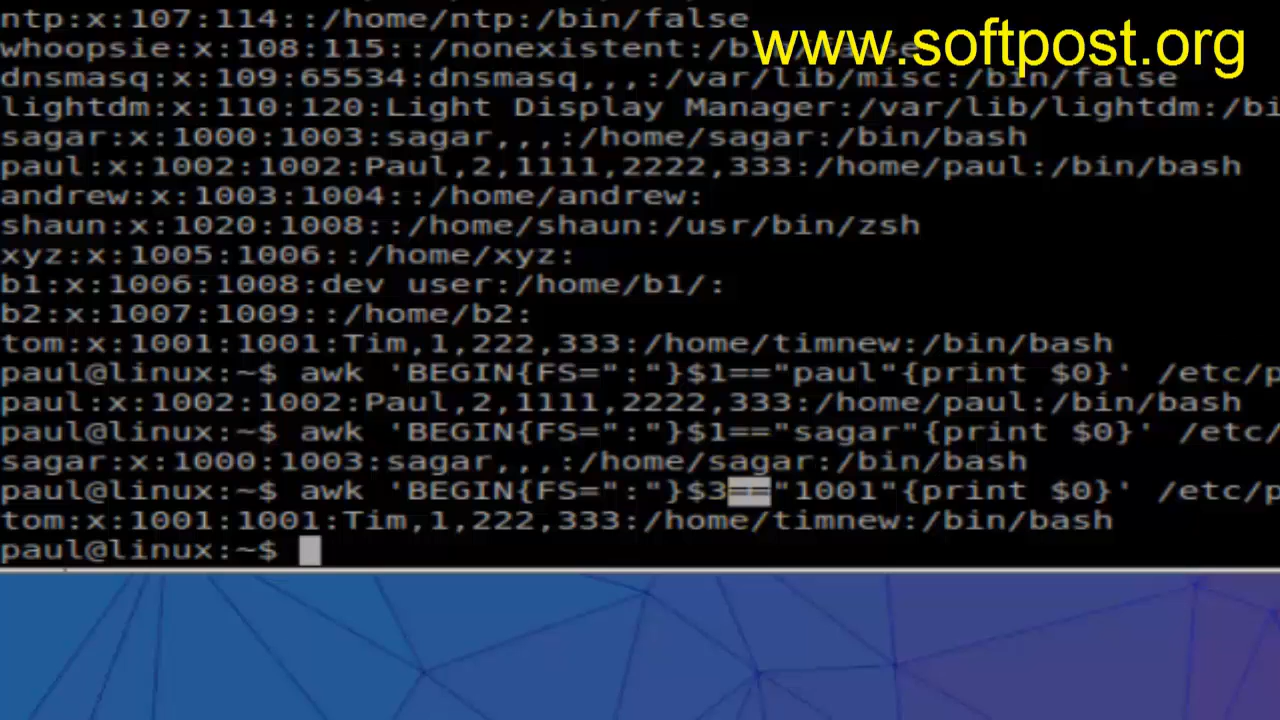 ntp:x:107:114::/home/ntp:/bin/false
www.softpost.org
whoopsie:x:108:115::/nonexistent:/b
dnsmasq:x:109:65534:dnsmasq,,,:/var/lib/misc:/bin/false
lightdm:x:110:120:Light Display Manager:/var/lib/lightdm:/bi
sagar:x:1000:1003:sagar,,,:/home/sagar:/bin/bash
paul:x:1002:1002:Paul,2,1111,2222,333:/home/paul:/bin/bash
andrew:x:1003:1004::/home/andrew:
shaun:x:1020:1008::/home/shaun:/usr/bin/zsh
xyz:x:1005:1006::/home/xyz:
b1:x:1006:1008:dev user:/home/b1/:
b2:x:1007:1009::/home/b2:
tom:x:1001:1001:Tim,1,222,333:/home/timnew:/bin/bash
paul@linux:~$ awk 'BEGIN{FS=":"}$1=="paul"{print $0}' /etc/p
paul:x:1002:1002:Paul,2,1111,2222,333:/home/paul:/bin/bash
paul@linux:~$ awk 'BEGIN{FS=":"}$1=="sagar"{print $0}' /etc/
sagar:x:1000:1003:sagar,,,:/home/sagar:/bin/bash
paul@linux:~$ awk 'BEGIN{FS=":"}$3=="1001"{print $0}' /etc/p
tom:x:1001:1001:Tim,1,222,333:/home/timnew:/bin/bash
paul@linux:~$